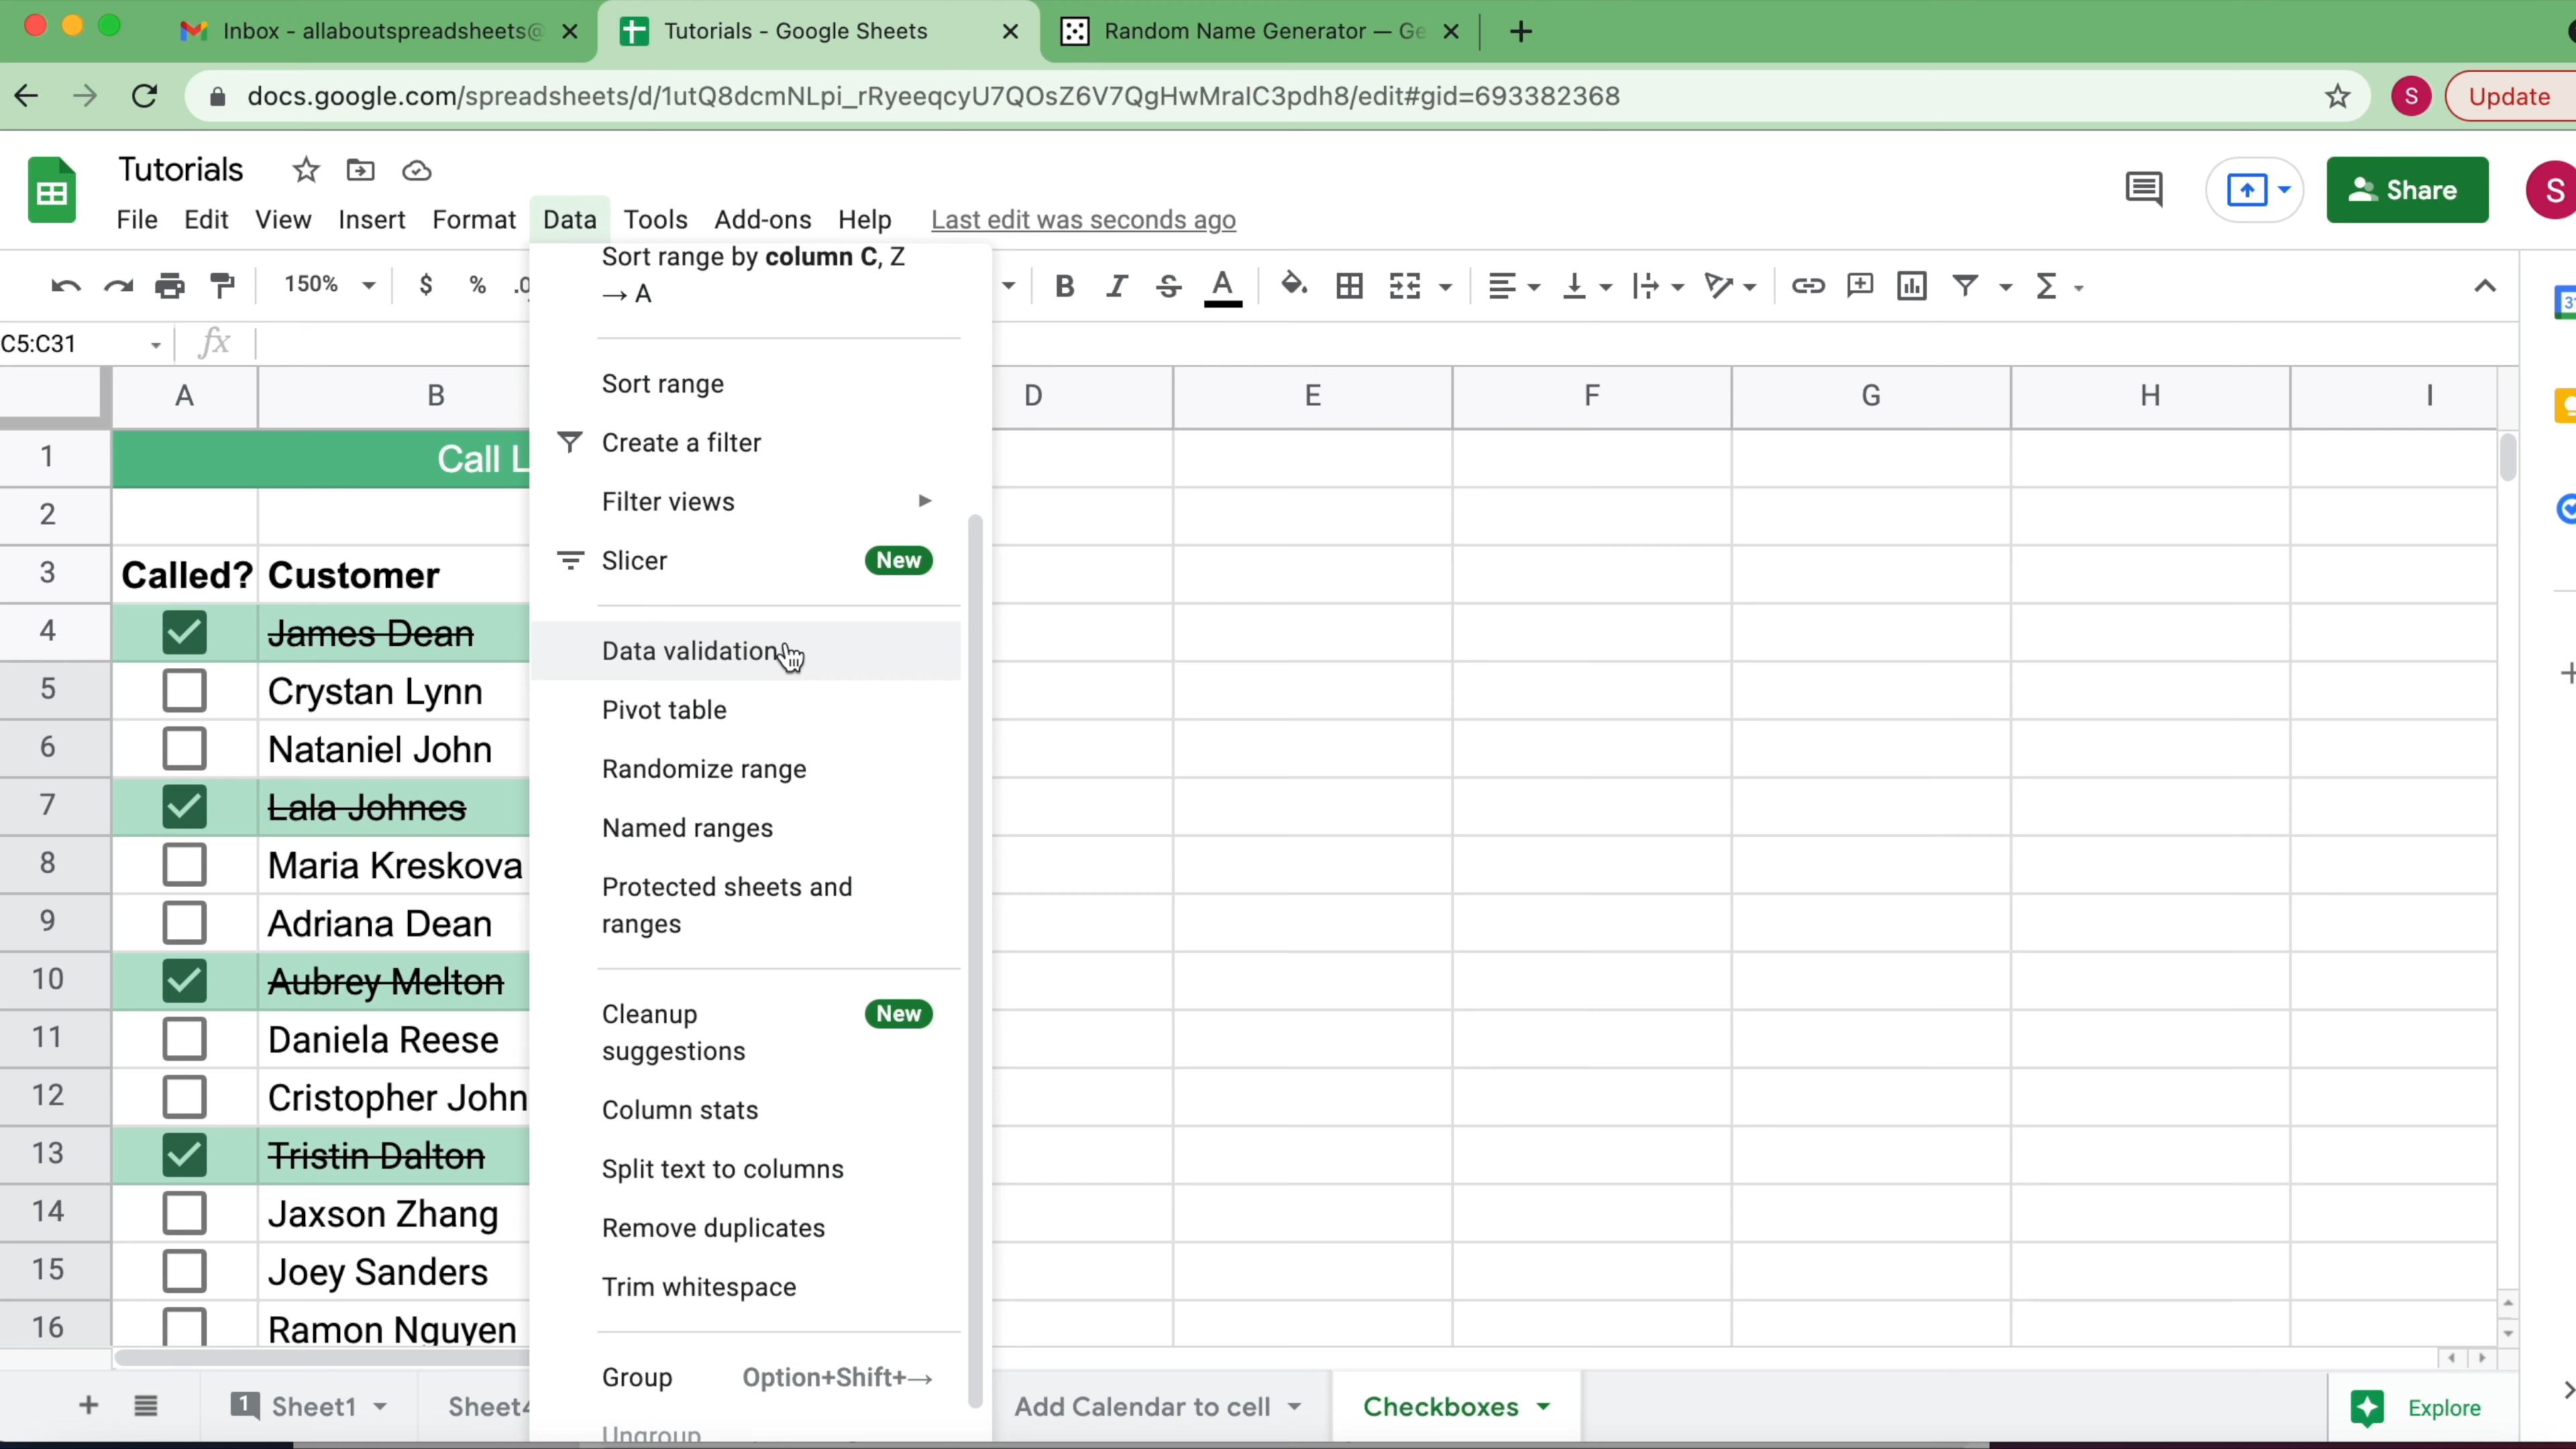 Inbox - allaboutspreadsheets@
Tutorials - Google Sheets
Random Name Generator — Ge
docs.google.com/spreadsheets/d/1utQ8dcmNLpi_rRyeeqcyU7QOsZ6V7QgHwMralC3pdh8/edit#gid=693382368
S
Update
Tutorials
Share
S
File Edit View Insert Format Data Tools Add-ons Help Last edit was seconds ago
150% $ % .0
B I S A
C5:C31
fx
A B D E F G H I
Sort range by column C, Z
→ A
Sort range
Create a filter
Filter views
Slicer New
Data validation
Pivot table
Randomize range
Named ranges
Protected sheets and
ranges
Cleanup New
suggestions
Column stats
Split text to columns
Remove duplicates
Trim whitespace
Group Option+Shift+→
Ungroup
1 Call L
2
3 Called? Customer
4 James Dean
5 Crystan Lynn
6 Nataniel John
7 Lala Johnes
8 Maria Kreskova
9 Adriana Dean
10 Aubrey Melton
11 Daniela Reese
12 Cristopher John
13 Tristin Dalton
14 Jaxson Zhang
15 Joey Sanders
16 Ramon Nguyen
1 Sheet1 Sheet4 Add Calendar to cell Checkboxes Explore
31